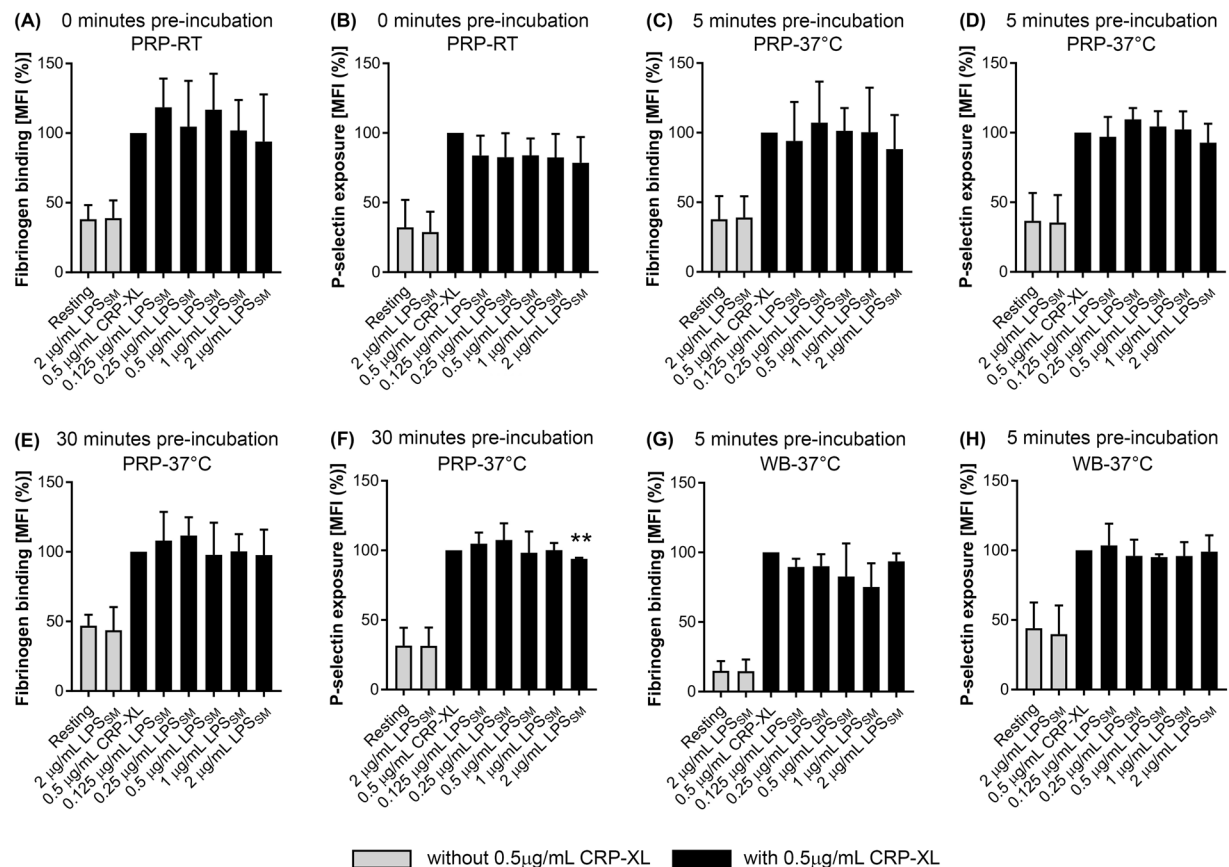 (A) 0 minutes pre-incubation
PRP-RT
Fibrinogen binding [MFI (%)]
150
100
50
0
Resting
2 µg/mL LPSSM
0.5 µg/mL CRP-XL
0.125 µg/mL LPSSM
0.25 µg/mL LPSSM
0.5 µg/mL LPSSM
1 µg/mL LPSSM
2 µg/mL LPSSM
(B) 0 minutes pre-incubation
PRP-RT
P-selectin exposure [MFI (%)]
150
100
50
0
Resting
2 µg/mL LPSSM
0.5 µg/mL CRP-XL
0.125 µg/mL LPSSM
0.25 µg/mL LPSSM
0.5 µg/mL LPSSM
1 µg/mL LPSSM
2 µg/mL LPSSM
(C) 5 minutes pre-incubation
PRP-37°C
Fibrinogen binding [MFI (%)]
150
100
50
0
Resting
2 µg/mL LPSSM
0.5 µg/mL CRP-XL
0.125 µg/mL LPSSM
0.25 µg/mL LPSSM
0.5 µg/mL LPSSM
1 µg/mL LPSSM
2 µg/mL LPSSM
(D) 5 minutes pre-incubation
PRP-37°C
P-selectin exposure [MFI (%)]
150
100
50
0
Resting
2 µg/mL LPSSM
0.5 µg/mL CRP-XL
0.125 µg/mL LPSSM
0.25 µg/mL LPSSM
0.5 µg/mL LPSSM
1 µg/mL LPSSM
2 µg/mL LPSSM
(E) 30 minutes pre-incubation
PRP-37°C
Fibrinogen binding [MFI (%)]
150
100
50
0
Resting
2 µg/mL LPSSM
0.5 µg/mL CRP-XL
0.125 µg/mL LPSSM
0.25 µg/mL LPSSM
0.5 µg/mL LPSSM
1 µg/mL LPSSM
2 µg/mL LPSSM
(F) 30 minutes pre-incubation
PRP-37°C
P-selectin exposure [MFI (%)]
150
100
50
0
**
Resting
2 µg/mL LPSSM
0.5 µg/mL CRP-XL
0.125 µg/mL LPSSM
0.25 µg/mL LPSSM
0.5 µg/mL LPSSM
1 µg/mL LPSSM
2 µg/mL LPSSM
(G) 5 minutes pre-incubation
WB-37°C
Fibrinogen binding [MFI (%)]
150
100
50
0
Resting
2 µg/mL LPSSM
0.5 µg/mL CRP-XL
0.125 µg/mL LPSSM
0.25 µg/mL LPSSM
0.5 µg/mL LPSSM
1 µg/mL LPSSM
2 µg/mL LPSSM
(H) 5 minutes pre-incubation
WB-37°C
P-selectin exposure [MFI (%)]
150
100
50
0
Resting
2 µg/mL LPSSM
0.5 µg/mL CRP-XL
0.125 µg/mL LPSSM
0.25 µg/mL LPSSM
0.5 µg/mL LPSSM
1 µg/mL LPSSM
2 µg/mL LPSSM
without 0.5µg/mL CRP-XL
with 0.5µg/mL CRP-XL